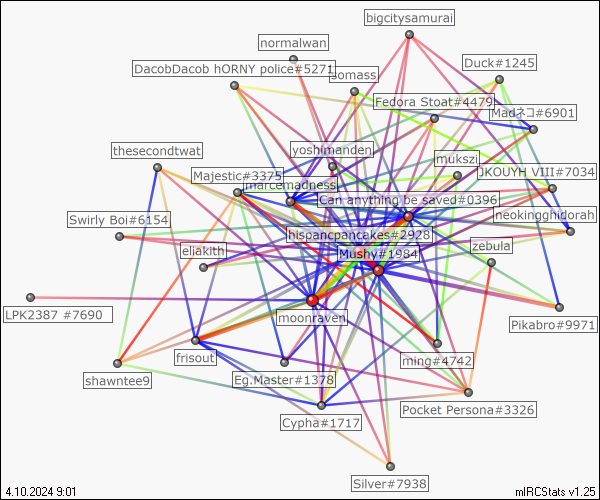 bigcitysamurai
normalwan
Duck#1245
DacobDacob hORNY police#5271
somass
Fedora Stoat#4479
Madネコ#6901
thesecondtwat
yoshimanden
mukszi
Majestic#3375
JKOUYH VIII#7034
marcemadness
Can anything be saved#0396
Swirly Boi#6154
neokingghidorah
hispancpancakes#2928
eliakith
Mushy#1984
zebula
LPK2387 #7690
moonraven
Pikabro#9971
frisout
ming#4742
shawntee9
Eg.Master#1378
Pocket Persona#3326
Cypha#1717
Silver#7938
4.10.2024 9:01
mIRCStats v1.25